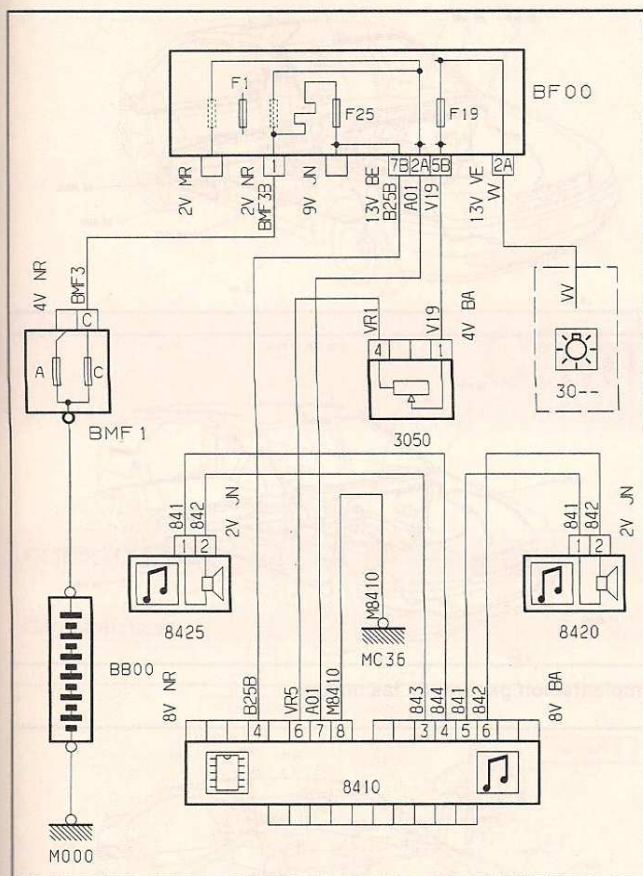 BF00
F1
F25
F19
1
7B 2A 5B
2A
2V MR
2V NR
BMF3B
9V JN
13V BE
B25B
A01
V19
13V VE
W
4V NR
BMF3
C
A
C
BMF 1
VR1
V19
4V BA
4
1
3050
VV
30--
841
842
2V JN
1 2
8425
M8410
MC36
841
842
2V JN
1 2
8420
BB00
8V NR
B25B
VR5
A01
M8410
843
844
841
842
8V BA
4
6 7 8
3 4 5 6
8410
M000